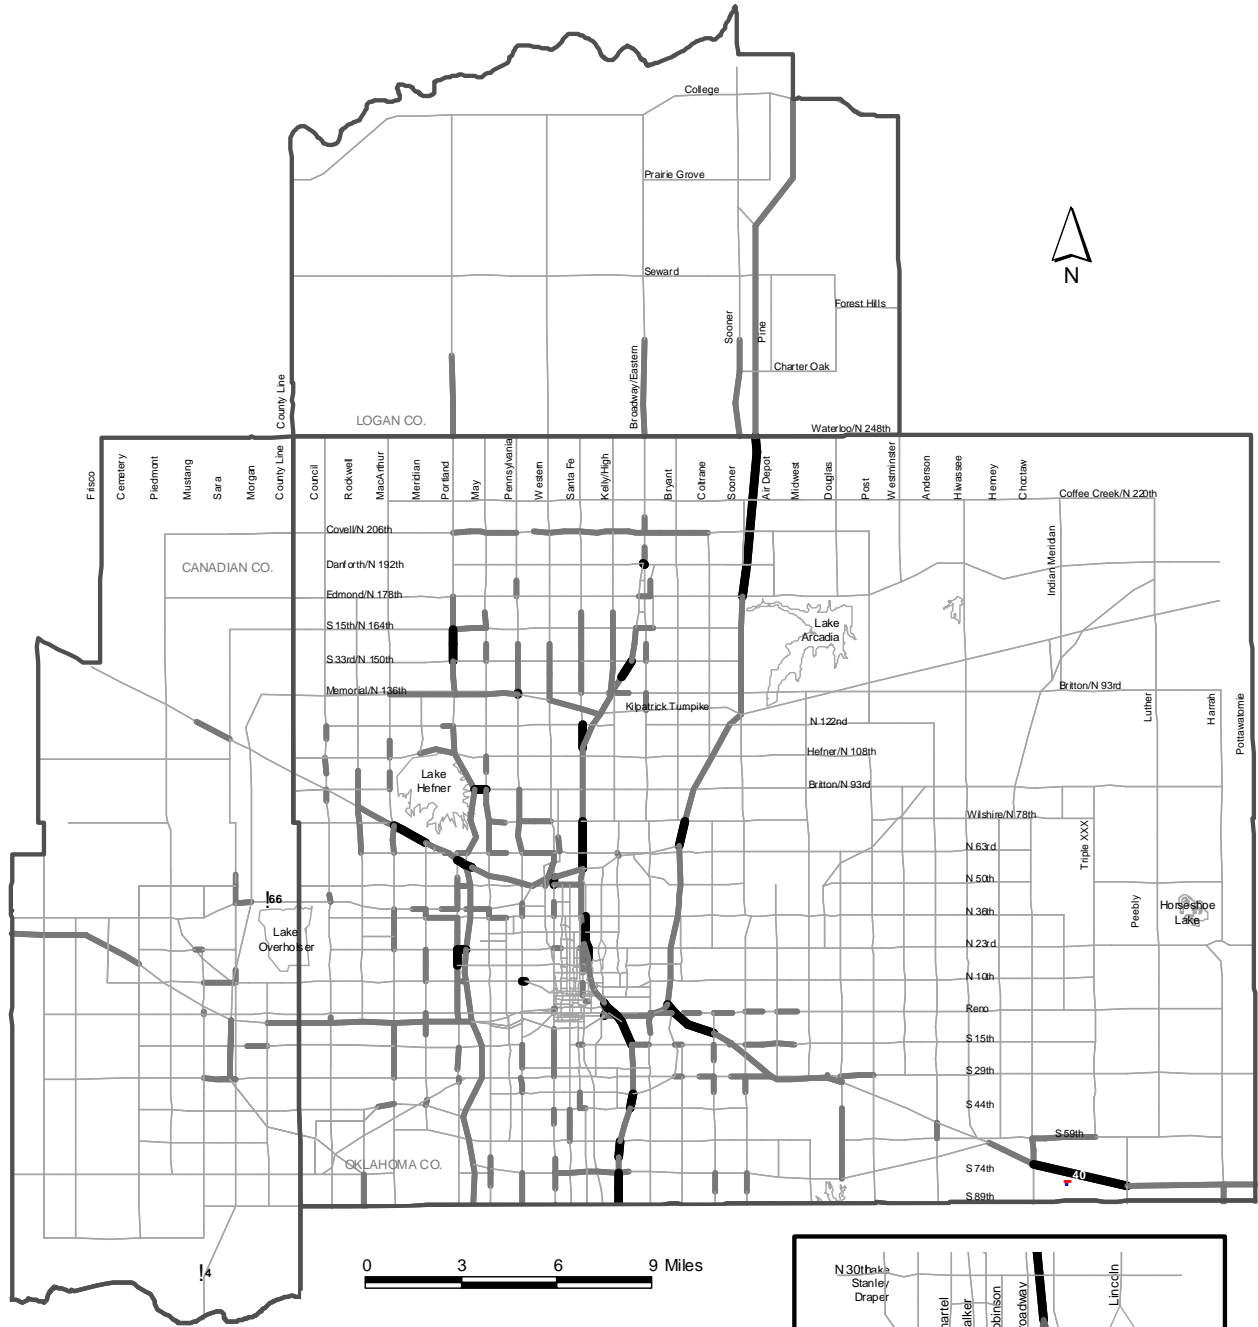 College
Prairie Grove
N
Seward
Forest Hills
Sooner
Pine
Broadway/Eastern
Charter Oak
County Line
LOGAN CO.
Waterloo/N 248th
Frisco
Cemetery
Piedmont
Mustang
Sara
Morgan
County Line
Council
Rockwell
MacArthur
Meridian
Portland
May
Pennsylvania
Western
Santa Fe
Kelly/High
Bryant
Coltrane
Sooner
Air Depot
Midwest
Douglas
Post
Westminster
Anderson
Hiwassee
Henney
Choctaw
Coffee Creek/N 220th
Covell/N 206th
Indian Meridian
CANADIAN CO.
Danforth/N 192th
Edmond/N 178th
S 15th/N 164th
Lake
Arcadia
S 33rd/N 150th
Memorial/N 136th
Britton/N 93rd
Kilpatrick Turnpike
Luther
Harrah
Pottawatomie
N 122nd
Hefner/N 108th
Lake
Hefner
Britton/N 93rd
Wilshire/N 78th
Triple XXX
N 63rd
N 50th
66
Peebly
Horseshoe
Lake
N 36th
Lake
Overholser
N 23rd
N 10th
Reno
S 15th
S 29th
S 44th
S 59th
OKLAHOMA CO.
S 74th
40
S 89th
4
0 3 6 9 Miles
N 30th
Stanley
Draper
Lincoln